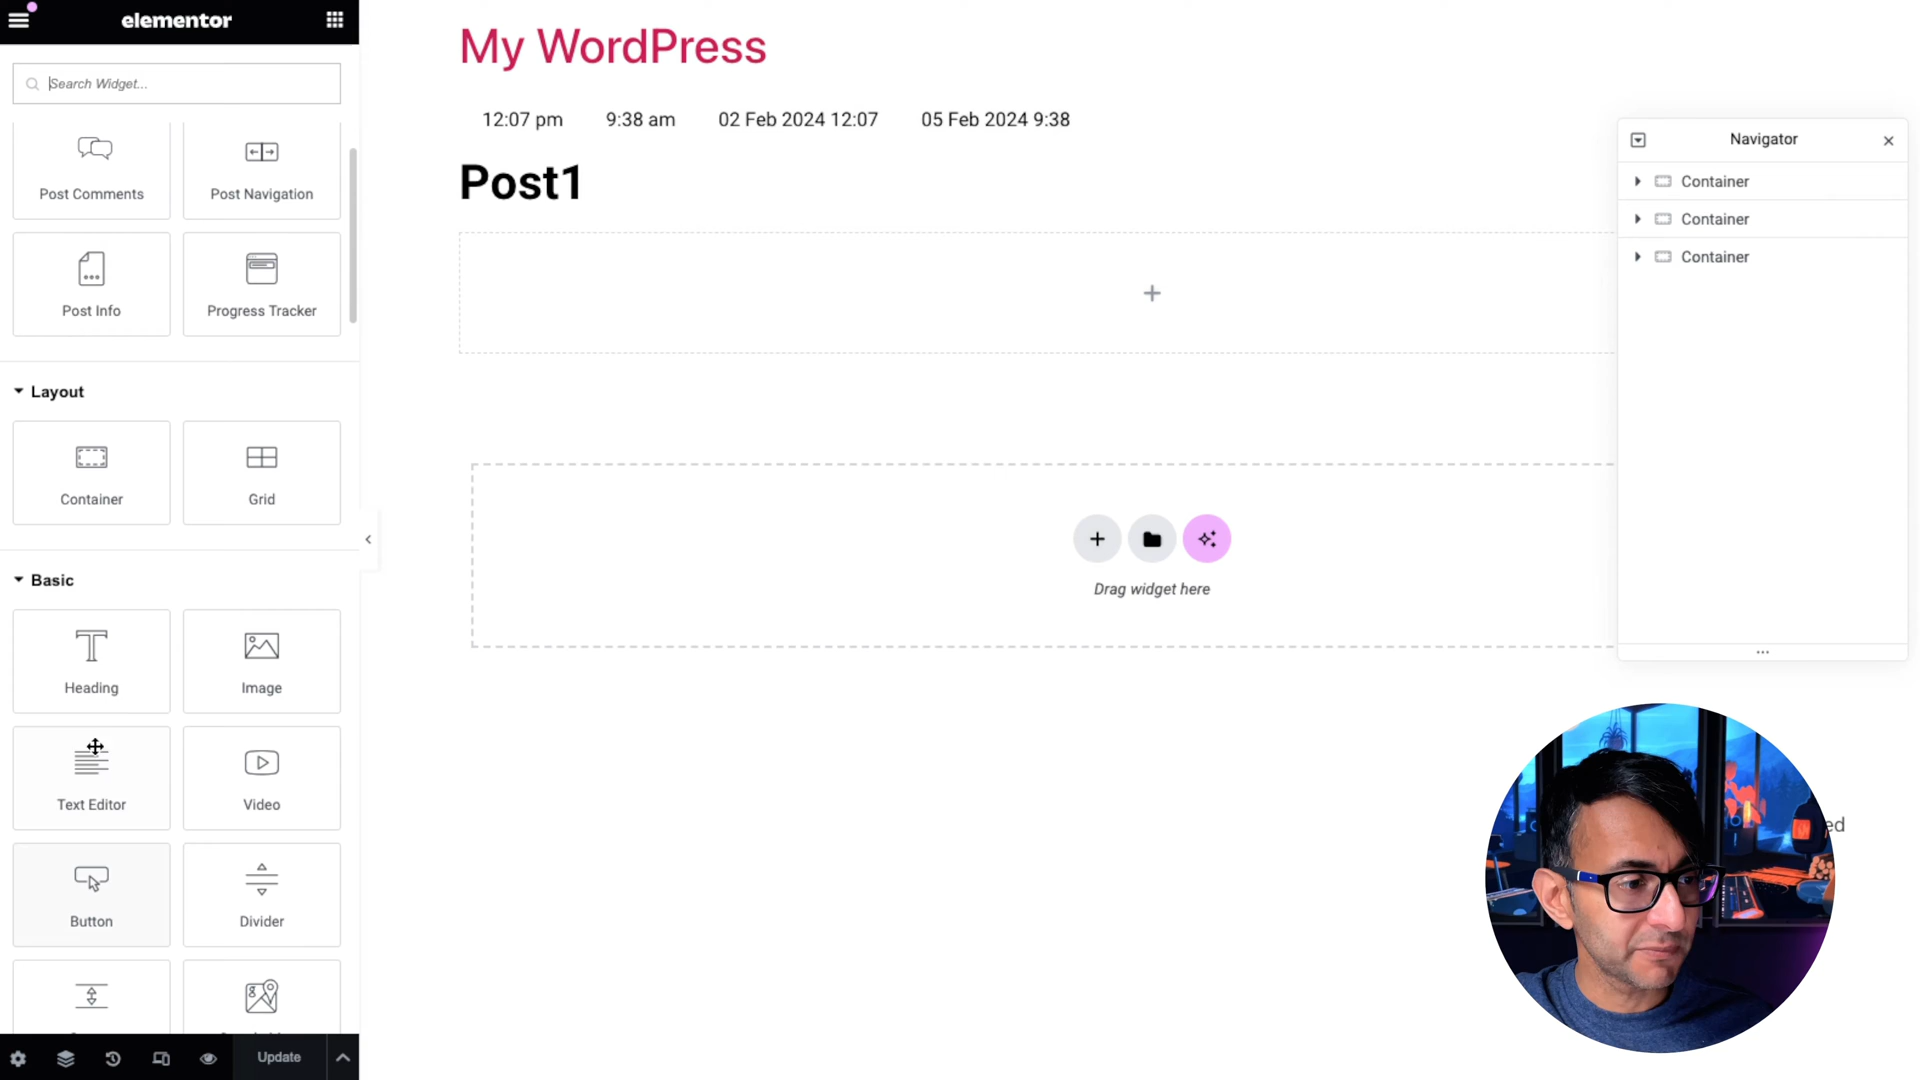 elementor
Search Widget...
Post Comments
Post Navigation
Post Info
Progress Tracker
Layout
Container
Grid
Basic
Heading
Image
Text Editor
Video
Button
Divider
Update
My WordPress
12:07 pm 9:38 am 02 Feb 2024 12:07 05 Feb 2024 9:38
Post1
Drag widget here
Navigator
Container
Container
Container